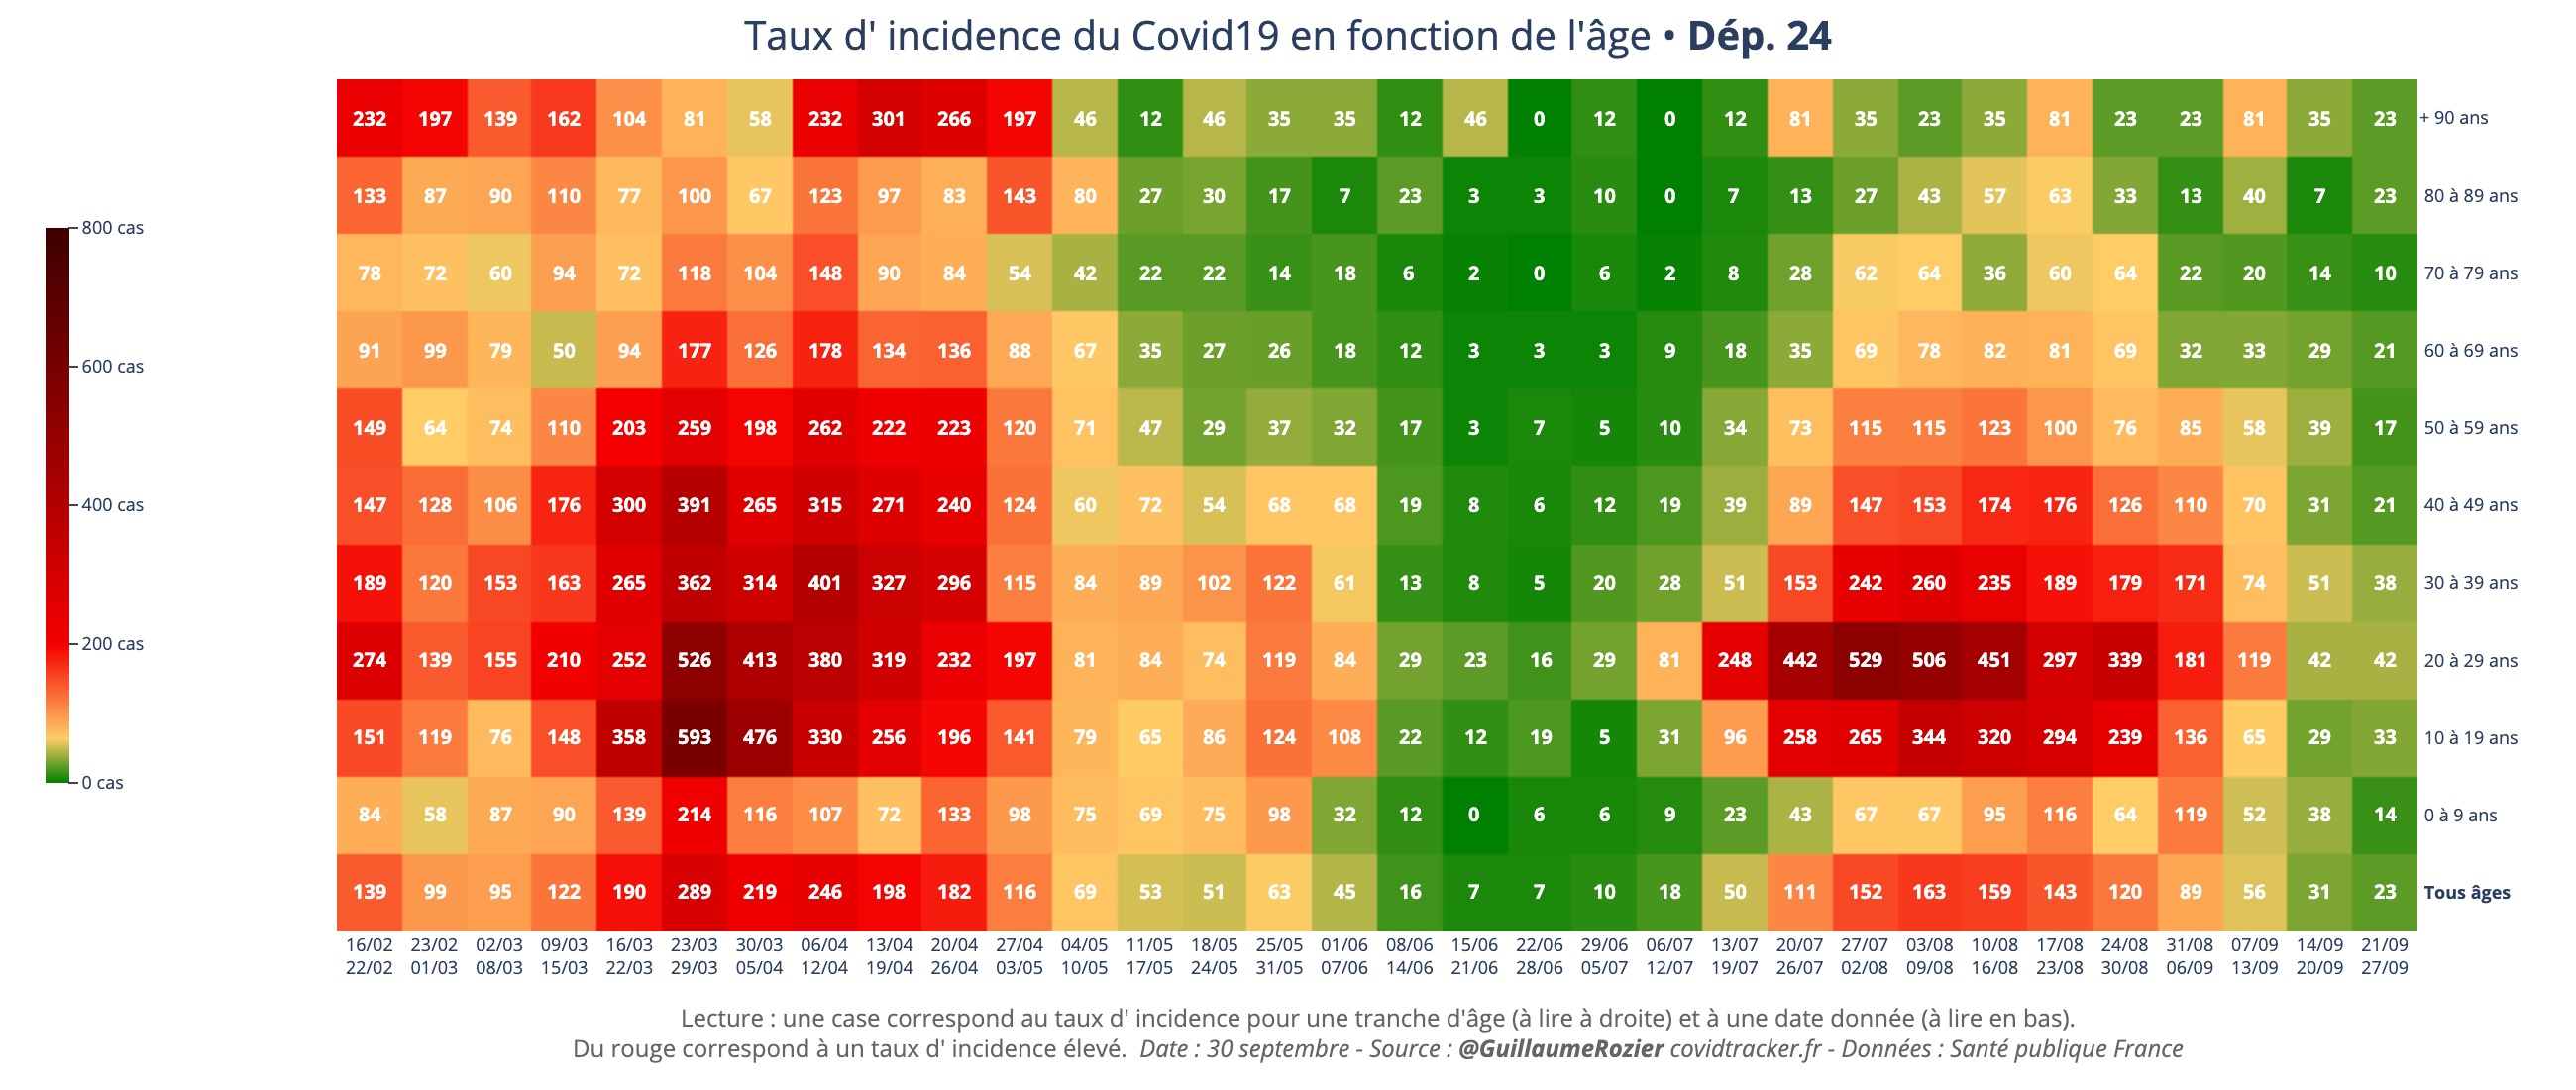 Taux d' incidence du Covid19 en fonction de l'âge • Dép. 24
800 cas
600 cas
400 cas
200 cas
0 cas
232 197 139 162 104 81 58 232 301 266 197 46 12 46 35 35 12 46 0 12 0 12 81 35 23 35 81 23 23 81 35 23 + 90 ans
133 87 90 110 77 100 67 123 97 83 143 80 27 30 17 7 23 3 3 10 0 7 13 27 43 57 63 33 13 40 7 23 80 à 89 ans
78 72 60 94 72 118 104 148 90 84 54 42 22 22 14 18 6 2 0 6 2 8 28 62 64 36 60 64 22 20 14 10 70 à 79 ans
91 99 79 50 94 177 126 178 134 136 88 67 35 27 26 18 12 3 3 3 9 18 35 69 78 82 81 69 32 33 29 21 60 à 69 ans
149 64 74 110 203 259 198 262 222 223 120 71 47 29 37 32 17 3 7 5 10 34 73 115 115 123 100 76 85 58 39 17 50 à 59 ans
147 128 106 176 300 391 265 315 271 240 124 60 72 54 68 68 19 8 6 12 19 39 89 147 153 174 176 126 110 70 31 21 40 à 49 ans
189 120 153 163 265 362 314 401 327 296 115 84 89 102 122 61 13 8 5 20 28 51 153 242 260 235 189 179 171 74 51 38 30 à 39 ans
274 139 155 210 252 526 413 380 319 232 197 81 84 74 119 84 29 23 16 29 81 248 442 529 506 451 297 339 181 119 42 42 20 à 29 ans
151 119 76 148 358 593 476 330 256 196 141 79 65 86 124 108 22 12 19 5 31 96 258 265 344 320 294 239 136 65 29 33 10 à 19 ans
84 58 87 90 139 214 116 107 72 133 98 75 69 75 98 32 12 0 6 6 9 23 43 67 67 95 116 64 119 52 38 14 0 à 9 ans
139 99 95 122 190 289 219 246 198 182 116 69 53 51 63 45 16 7 7 10 18 50 111 152 163 159 143 120 89 56 31 23 Tous âges
16/02 23/02 02/03 09/03 16/03 23/03 30/03 06/04 13/04 20/04 27/04 04/05 11/05 18/05 25/05 01/06 08/06 15/06 22/06 29/06 06/07 13/07 20/07 27/07 03/08 10/08 17/08 24/08 31/08 07/09 14/09 21/09
22/02 01/03 08/03 15/03 22/03 29/03 05/04 12/04 19/04 26/04 03/05 10/05 17/05 24/05 31/05 07/06 14/06 21/06 28/06 05/07 12/07 19/07 26/07 02/08 09/08 16/08 23/08 30/08 06/09 13/09 20/09 27/09
Lecture : une case correspond au taux d' incidence pour une tranche d'âge (à lire à droite) et à une date donnée (à lire en bas).
Du rouge correspond à un taux d' incidence élevé. Date : 30 septembre - Source : @GuillaumeRozier covidtracker.fr - Données : Santé publique France